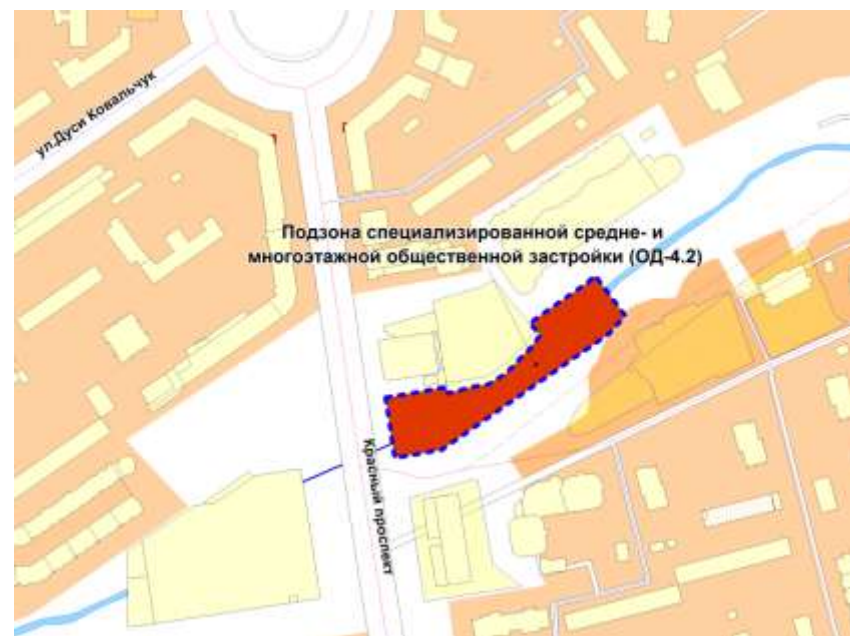 ул.Дуси Ковальчук
Подзона специализированной средне- и
многоэтажной общественной застройки (ОД-4.2)
Красный проспект